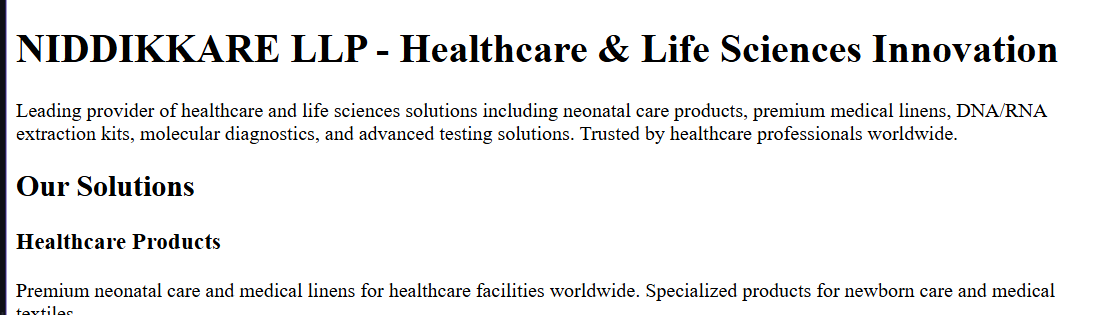 NIDDIKKARE LLP - Healthcare & Life Sciences Innovation
Leading provider of healthcare and life sciences solutions including neonatal care products, premium medical linens, DNA/RNA
extraction kits, molecular diagnostics, and advanced testing solutions. Trusted by healthcare professionals worldwide.
Our Solutions
Healthcare Products
Premium neonatal care and medical linens for healthcare facilities worldwide. Specialized products for newborn care and medical
textiles.